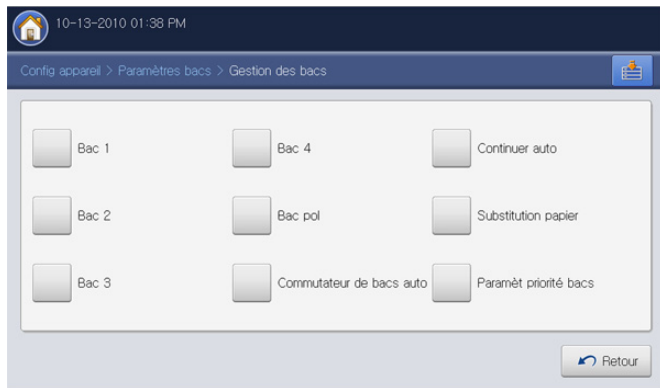 10-13-2010 01:38 PM
Config appareil > Paramètres bacs > Gestion des bacs
Bac 1
Bac 4
Continuer auto
Bac 2
Bac pol
Substitution papier
Bac 3
Commutateur de bacs auto
Paramèt priorité bacs
Retour